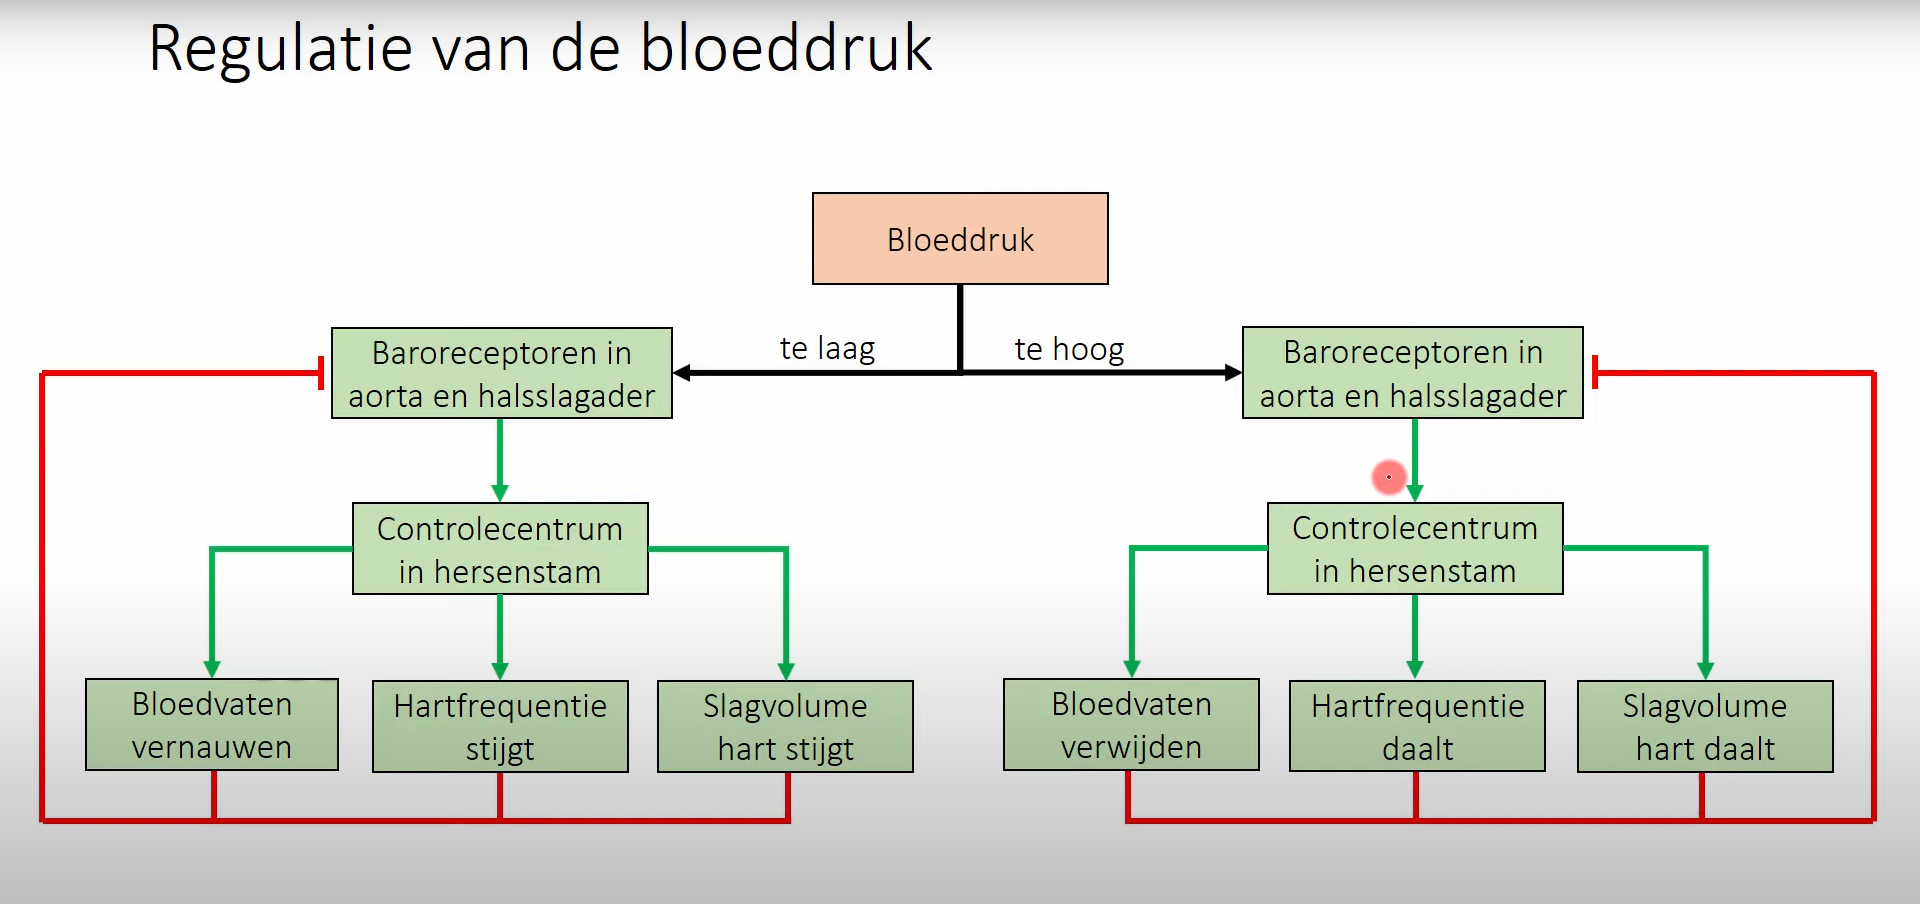 Regulatie van de bloeddruk
Bloeddruk
te laag
te hoog
Baroreceptoren in
aorta en halsslagader
Controlecentrum
in hersenstam
Bloedvaten
vernauwen
Hartfrequentie
stijgt
Slagvolume
hart stijgt
Baroreceptoren in
aorta en halsslagader
Controlecentrum
in hersenstam
Bloedvaten
verwijden
Hartfrequentie
daalt
Slagvolume
hart daalt